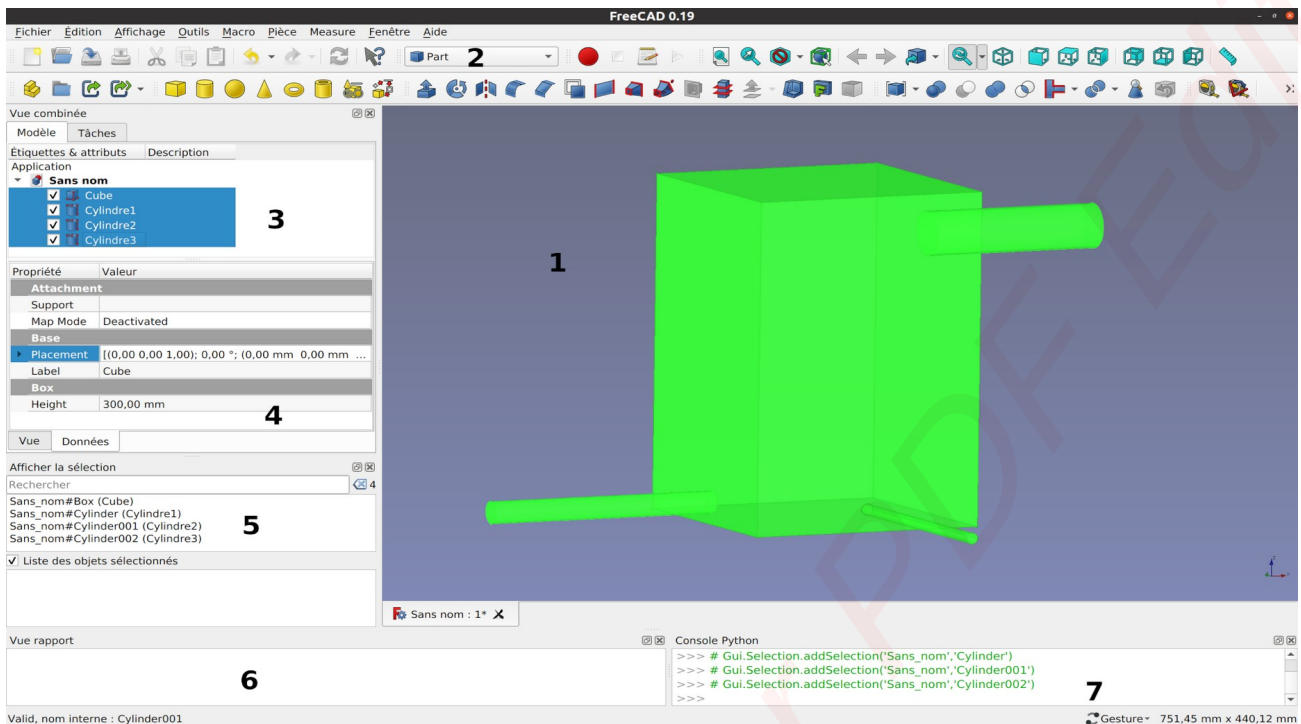 FreeCAD 0.19
Fichier Édition Affichage Outils Macro Pièce Measure Fenêtre Aide
Part 2
Vue combinée
Modèle Tâches
Étiquettes & attributs Description
Application
Sans nom
Cube
Cylindre1
Cylindre2
Cylindre3
3
1
Propriété Valeur
Attachment
Support
Map Mode Deactivated
Base
Placement [(0,00 0,00 1,00); 0,00 °; (0,00 mm 0,00 mm ...
Label Cube
Box
Height 300,00 mm
4
Vue Données
Afficher la sélection
Rechercher 4
Sans_nom#Box (Cube)
Sans_nom#Cylinder (Cylindre1)
Sans_nom#Cylinder001 (Cylindre2)
Sans_nom#Cylinder002 (Cylindre3)
5
Liste des objets sélectionnés
Sans nom : 1*
Vue rapport
6
Console Python
>>> # Gui.Selection.addSelection('Sans_nom','Cylinder')
>>> # Gui.Selection.addSelection('Sans_nom','Cylinder001')
>>> # Gui.Selection.addSelection('Sans_nom','Cylinder002')
>>>
7
Valid, nom interne : Cylinder001
Gesture 751,45 mm x 440,12 mm
PDF Edit